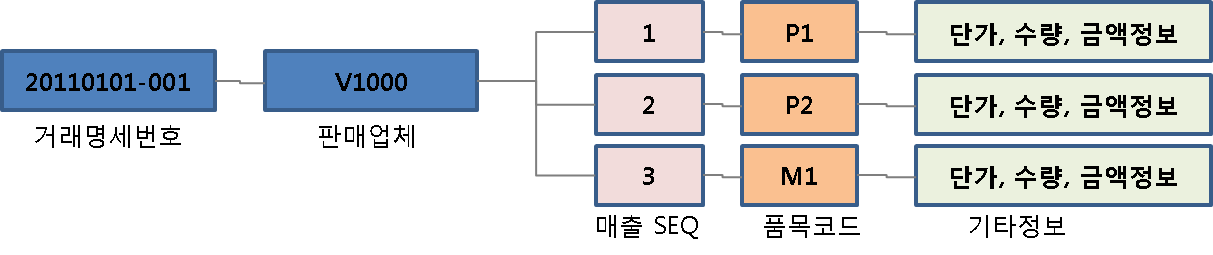 1 P1 단가, 수량, 금액정보
20110101-001 V1000
2 P2 단가, 수량, 금액정보
거래명세번호 판매업체
3 M1 단가, 수량, 금액정보
매출 SEQ 품목코드 기타정보